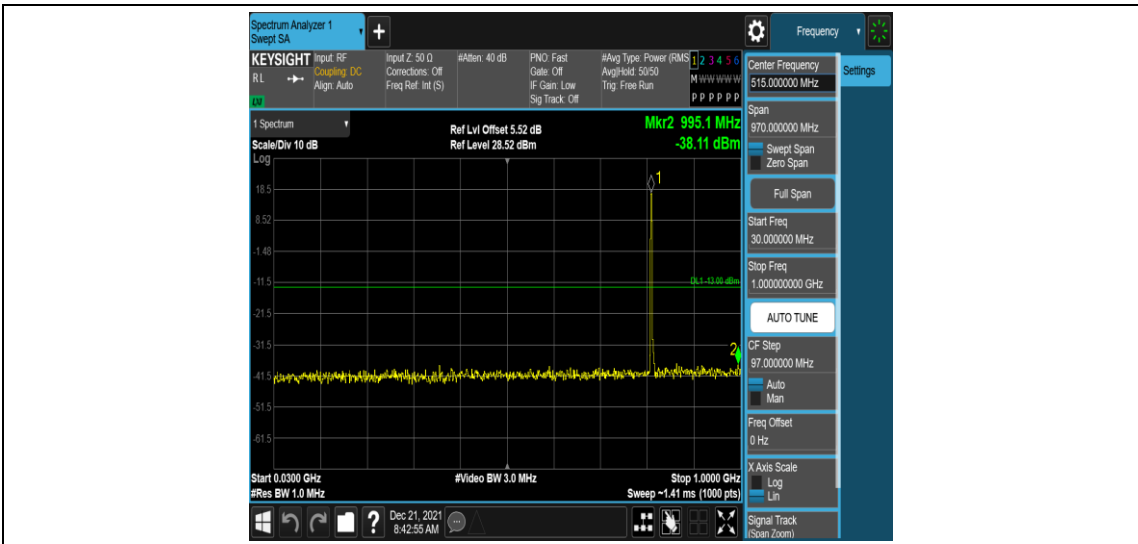 Spectrum Analyzer 1
Swept SA
+
Frequency
KEYSIGHT
RL
LXI
Input: RF
Coupling: DC
Align: Auto
Input Z: 50 Ω
Corrections: Off
Freq Ref: Int (S)
#Atten: 40 dB
PNO: Fast
Gate: Off
IF Gain: Low
Sig Track: Off
#Avg Type: Power (RMS
Avg|Hold: 50/50
Trig: Free Run
1 2 3 4 5 6
M W W W W W
P P P P P P
Center Frequency
515.000000 MHz
Settings
1 Spectrum
Scale/Div 10 dB
Log
Ref Lvl Offset 5.52 dB
Ref Level 28.52 dBm
Mkr2 995.1 MHz
-38.11 dBm
Span
970.000000 MHz
Swept Span
Zero Span
Full Span
Start Freq
30.000000 MHz
Stop Freq
1.000000000 GHz
AUTO TUNE
CF Step
97.000000 MHz
Auto
Man
Freq Offset
0 Hz
X Axis Scale
Log
Lin
Signal Track
(Span Zoom)
1
18.5
8.52
-1.48
-11.5
DL1 -13.00 dBm
-21.5
-31.5
2
-41.5
-51.5
-61.5
Start 0.0300 GHz
#Res BW 1.0 MHz
#Video BW 3.0 MHz
Stop 1.0000 GHz
Sweep ~1.41 ms (1000 pts)
?
Dec 21, 2021
8:42:55 AM